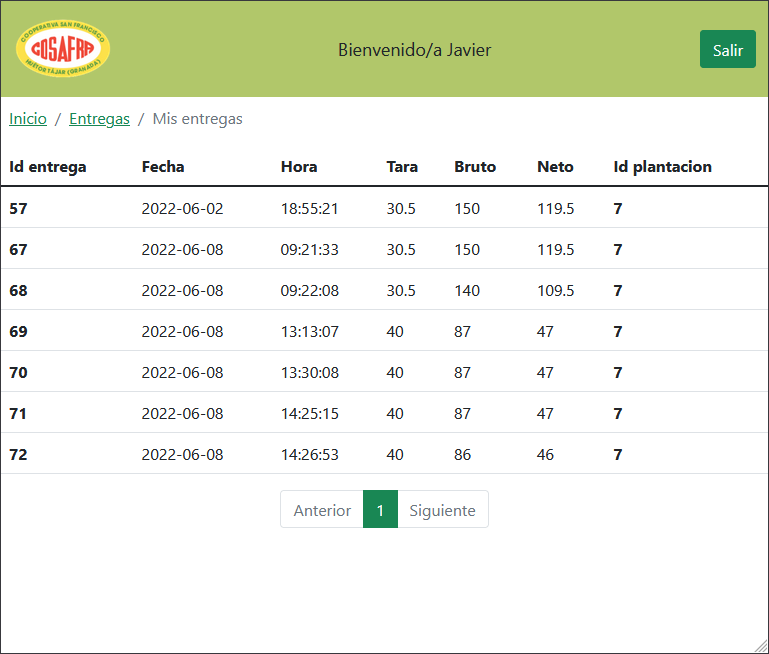 COOPERATIVA SAN FRANCISCO
COSAFRA
HUÉTOR TÁJAR (GRANADA)
Bienvenido/a Javier
Salir
Inicio / Entregas / Mis entregas
Id entrega Fecha Hora Tara Bruto Neto Id plantacion
57 2022-06-02 18:55:21 30.5 150 119.5 7
67 2022-06-08 09:21:33 30.5 150 119.5 7
68 2022-06-08 09:22:08 30.5 140 109.5 7
69 2022-06-08 13:13:07 40 87 47 7
70 2022-06-08 13:30:08 40 87 47 7
71 2022-06-08 14:25:15 40 87 47 7
72 2022-06-08 14:26:53 40 86 46 7
Anterior 1 Siguiente